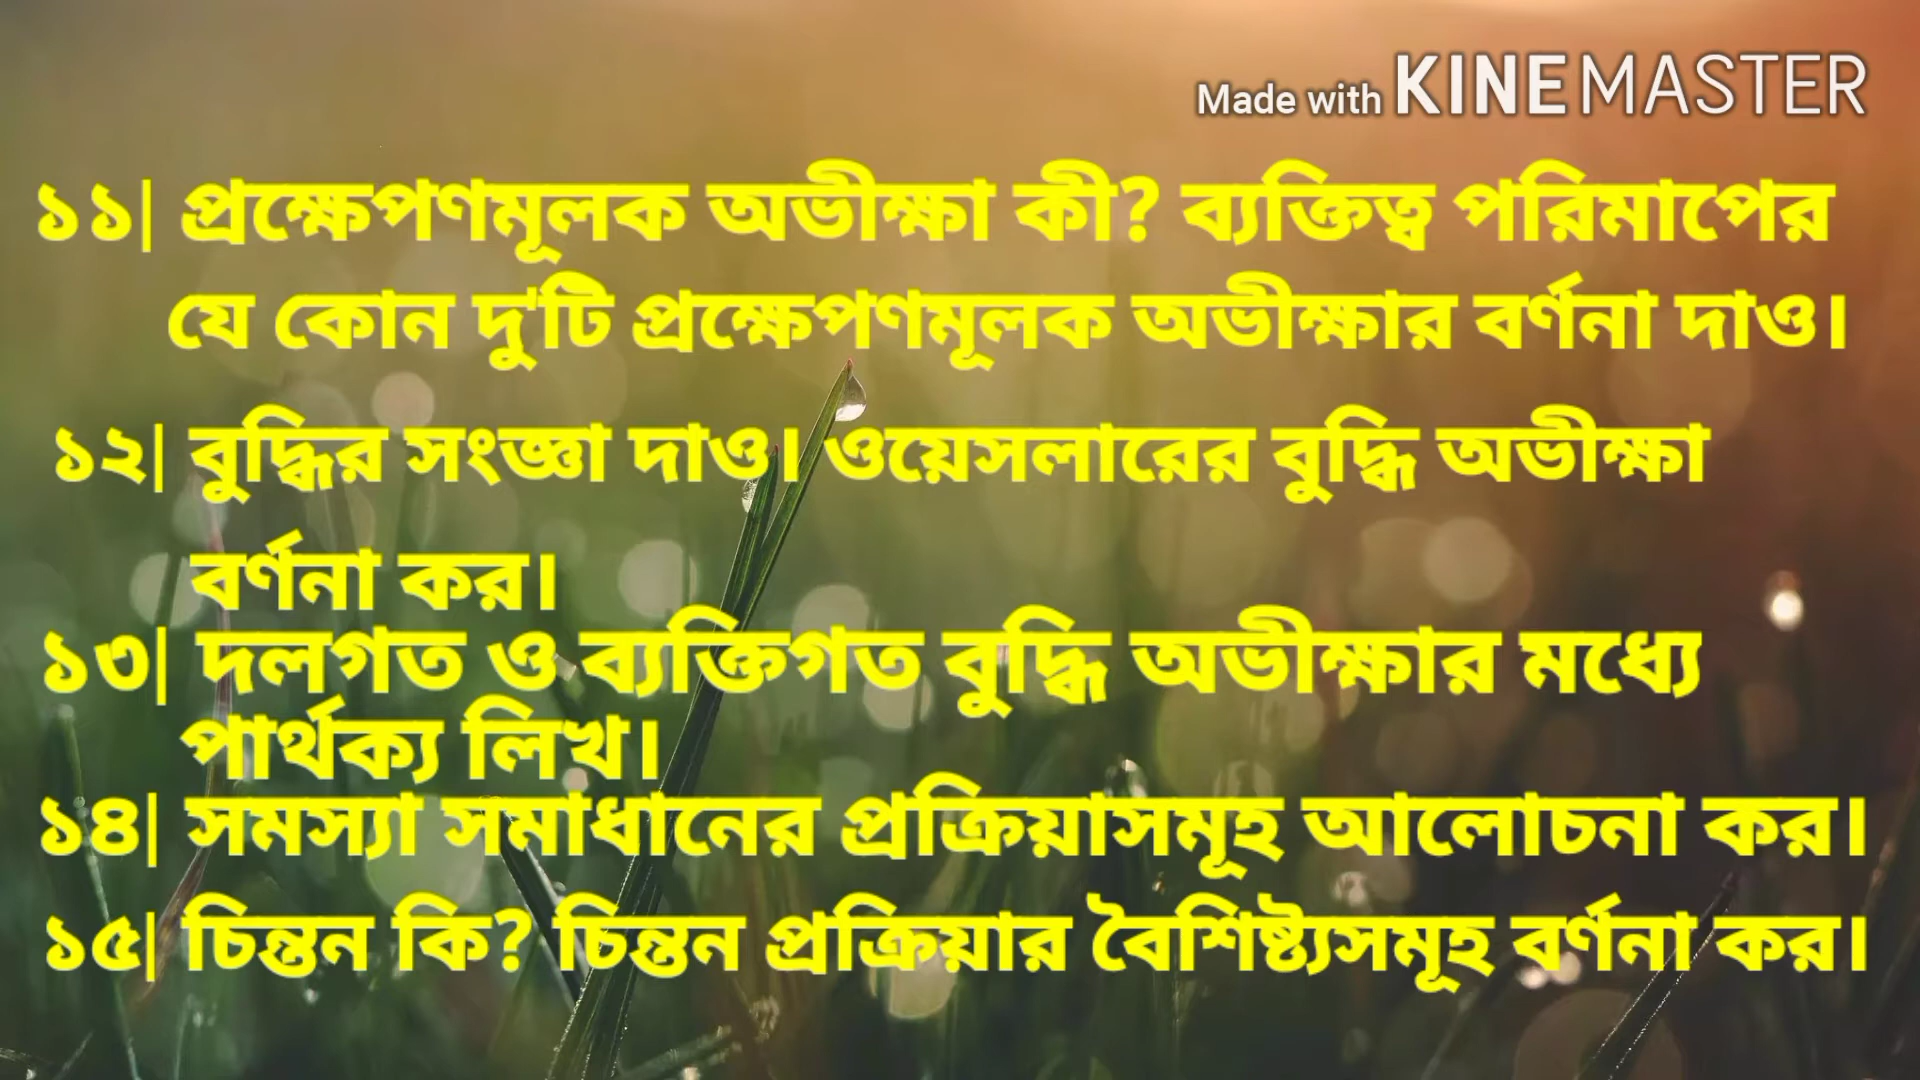 Made with KINEMASTER
১১| প্রক্ষেপণমূলক অভীক্ষা কী? ব্যক্তিত্ব পরিমাপের
যে কোন দু'টি প্রক্ষেপণমূলক অভীক্ষার বর্ণনা দাও।
১২| বুদ্ধির সংজ্ঞা দাও। ওয়েসলারের বুদ্ধি অভীক্ষা
বর্ণনা কর।
১৩| দলগত ও ব্যক্তিগত বুদ্ধি অভীক্ষার মধ্যে
পার্থক্য লিখ।
১৪| সমস্যা সমাধানের প্রক্রিয়াসমূহ আলোচনা কর।
১৫| চিন্তন কি? চিন্তন প্রক্রিয়ার বৈশিষ্ট্যসমূহ বর্ণনা কর।